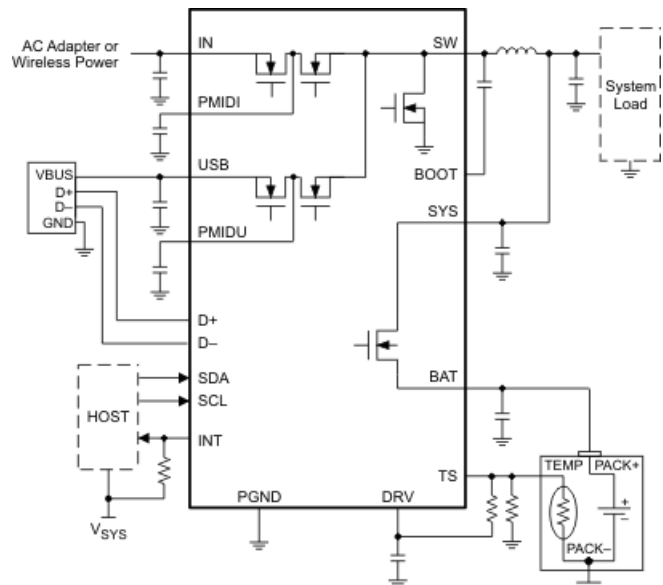 AC Adapter or
Wireless Power
IN
SW
PMIDI
System
Load
VBUS
USB
D+
D–
GND
BOOT
SYS
PMIDU
D+
D–
BAT
SDA
HOST
SCL
INT
TEMP
PACK+
TS
+
–
PGND
DRV
VSYS
PACK–